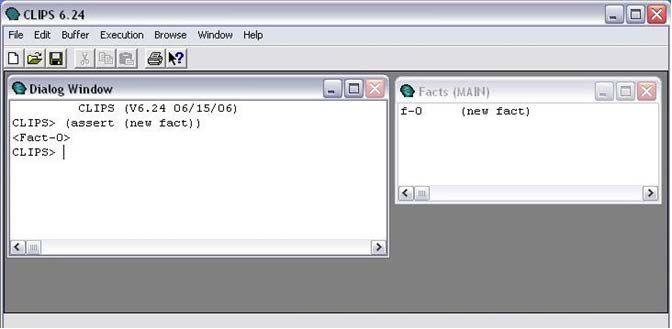 CLIPS 6.24
File Edit Buffer Execution Browse Window Help
Dialog Window
CLIPS (V6.24 06/15/06)
CLIPS> (assert (new fact))
<Fact-0>
CLIPS>
Facts (MAIN)
f-0 (new fact)